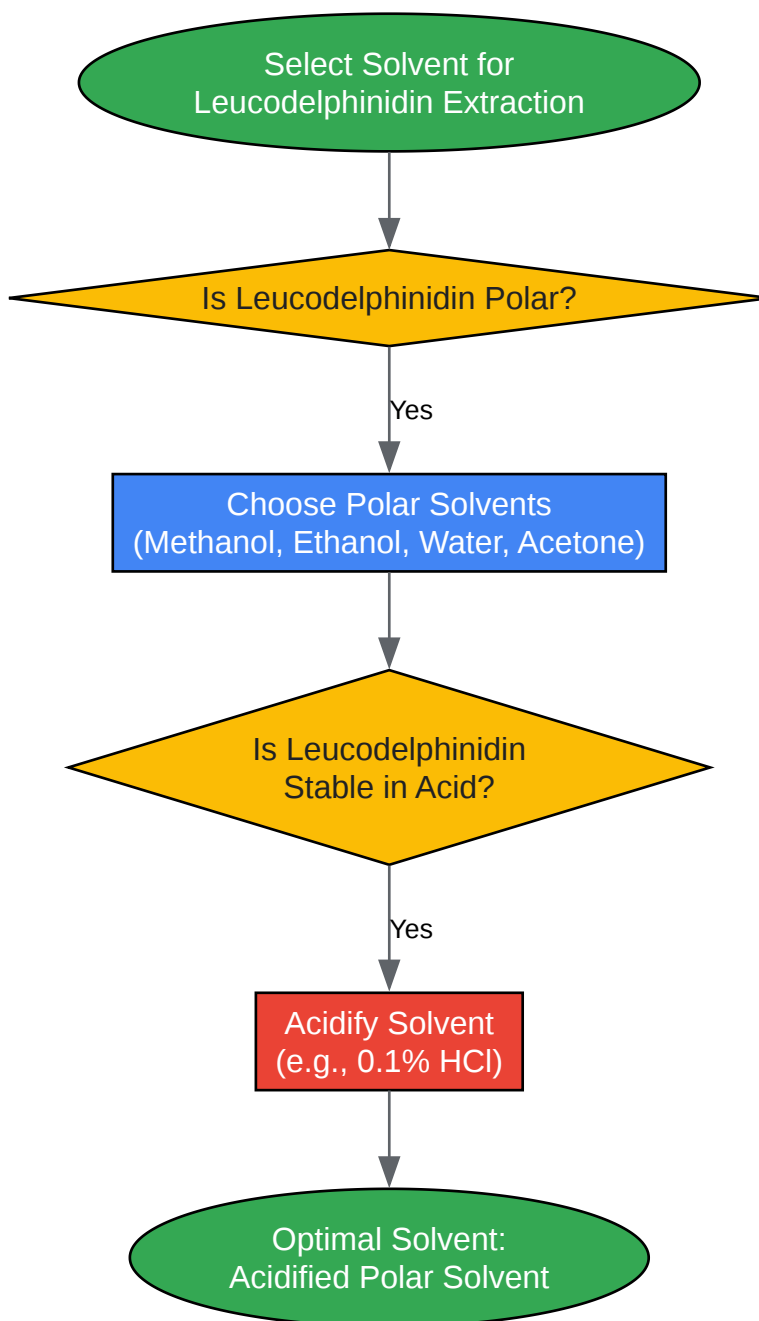 Select Solvent for
Leucodelphinidin Extraction
Is Leucodelphinidin Polar?
Yes
Choose Polar Solvents
(Methanol, Ethanol, Water, Acetone)
Is Leucodelphinidin
Stable in Acid?
Yes
Acidify Solvent
(e.g., 0.1% HCl)
Optimal Solvent:
Acidified Polar Solvent